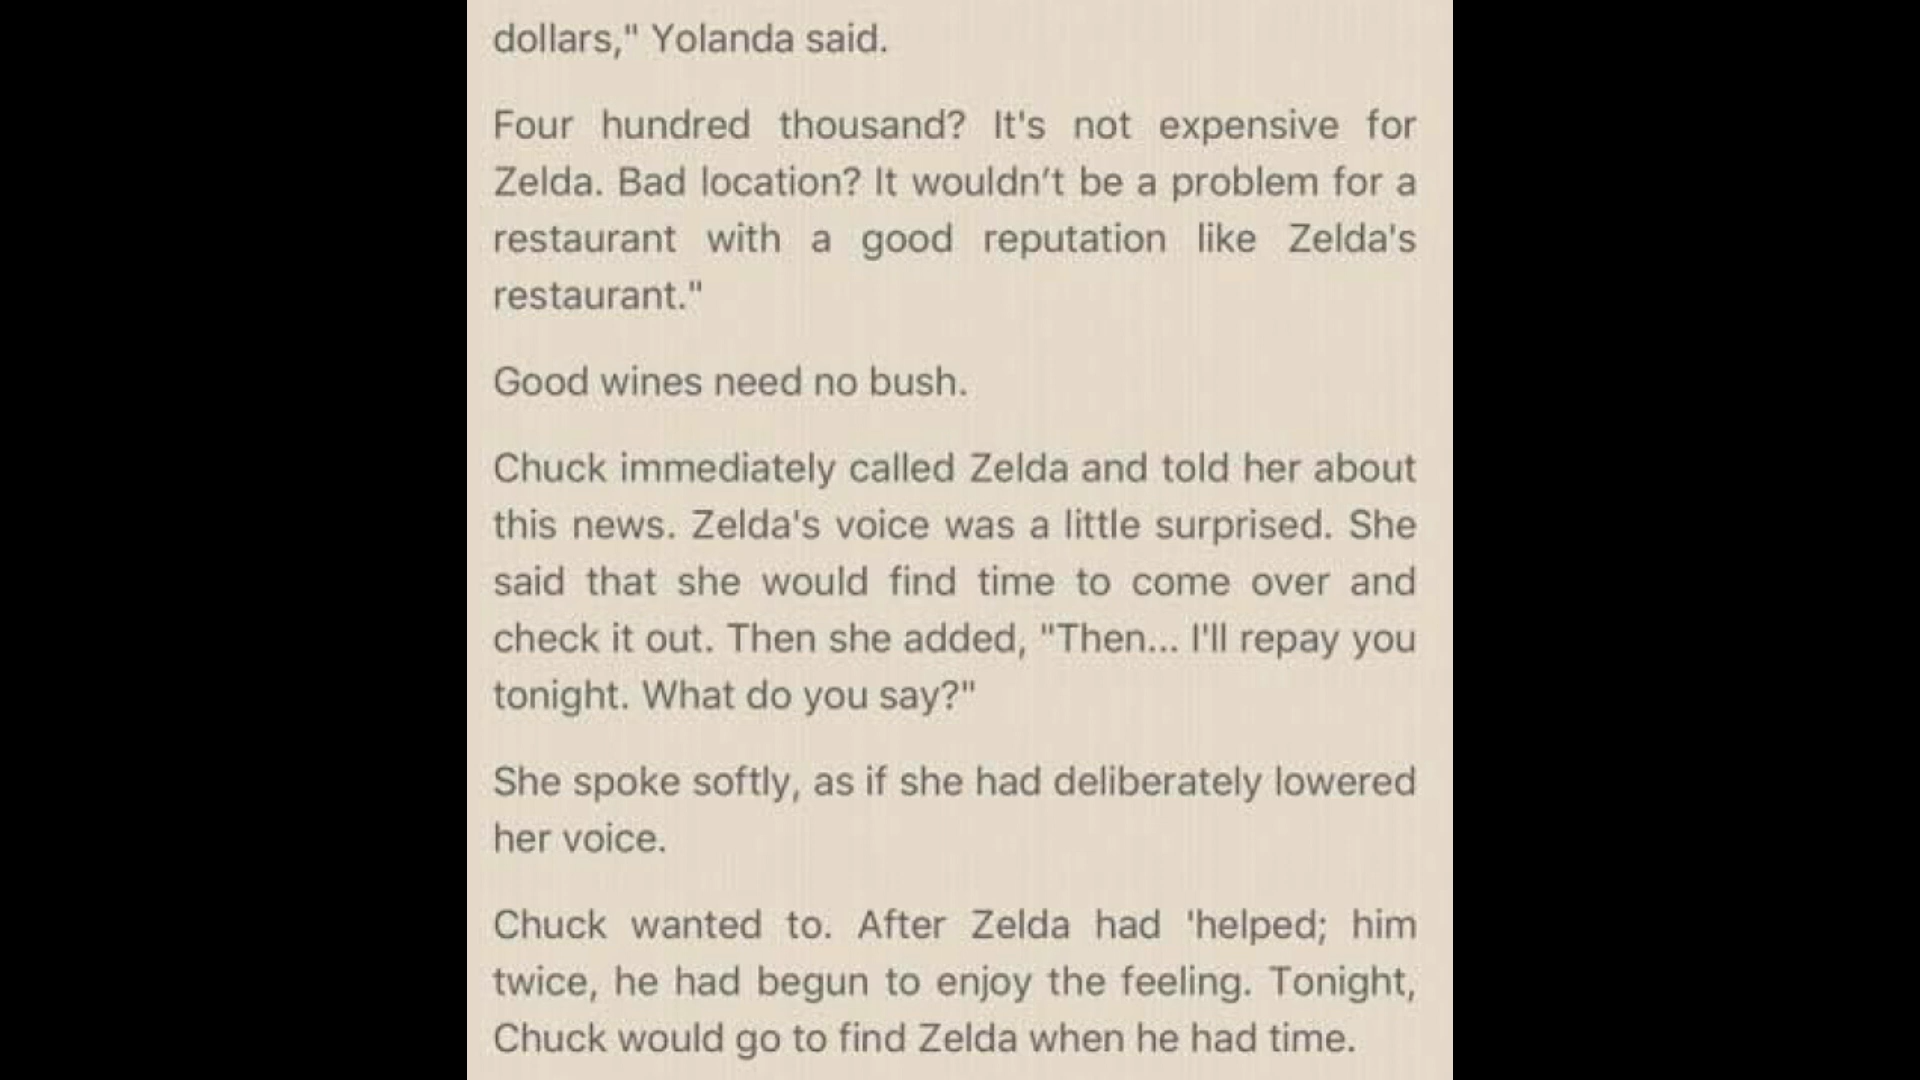 dollars," Yolanda said.
Four hundred thousand? It's not expensive for
Zelda. Bad location? It wouldn’t be a problem for a
restaurant with a good reputation like Zelda's
restaurant."
Good wines need no bush.
Chuck immediately called Zelda and told her about
this news. Zelda's voice was a little surprised. She
said that she would find time to come over and
check it out. Then she added, "Then... I'll repay you
tonight. What do you say?"
She spoke softly, as if she had deliberately lowered
her voice.
Chuck wanted to. After Zelda had 'helped; him
twice, he had begun to enjoy the feeling. Tonight,
Chuck would go to find Zelda when he had time.